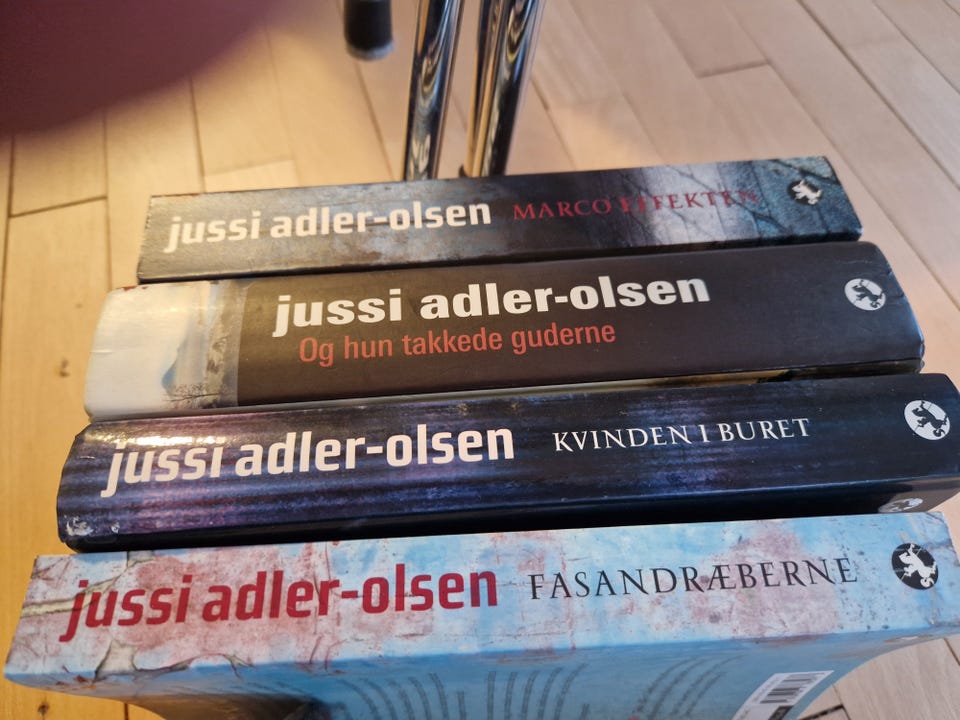 jussi adler-olsen MARCO EFFEKTEN
jussi adler-olsen
Og hun takkede guderne
jussi adler-olsen KVINDEN I BURET
jussi adler-olsen FASANDRÆBERNE